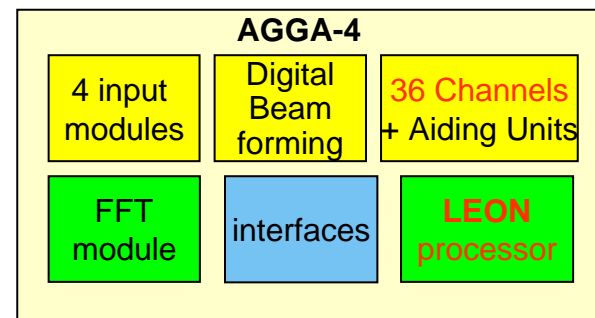 AGGA-4
4 input
modules
Digital
Beam
forming
36 Channels
+ Aiding Units
FFT
module
interfaces
LEON
processor